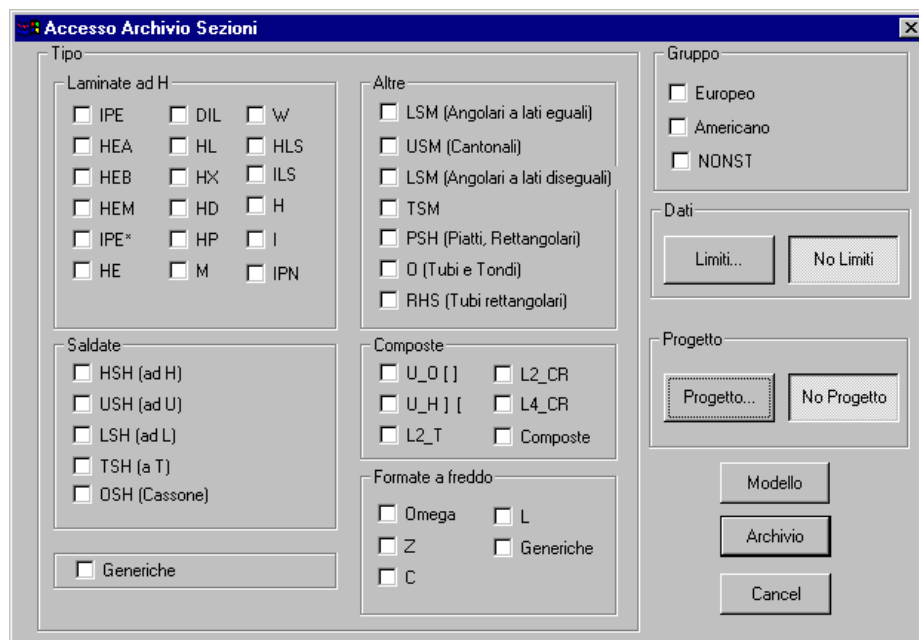 Accesso Archivio Sezioni
Tipo
Laminate ad H
IPE DIL W
HEA HL HLS
HEB HX ILS
HEM HD H
IPE* HP I
HE M IPN
Altre
LSM (Angolari a lati eguali)
USM (Cantonali)
LSM (Angolari a lati diseguali)
TSM
PSH (Piatti, Rettangolari)
O (Tubi e Tondi)
RHS (Tubi rettangolari)
Saldate
HSH (ad H)
USH (ad U)
LSH (ad L)
TSH (a T)
OSH (Cassone)
Generiche
Composte
U_O [ ] L2_CR
U_H ] [ L4_CR
L2_T Composte
Formate a freddo
Omega L
Z Generiche
C
Gruppo
Europeo
Americano
NONST
Dati
Limiti... No Limiti
Progetto
Progetto... No Progetto
Modello
Archivio
Cancel